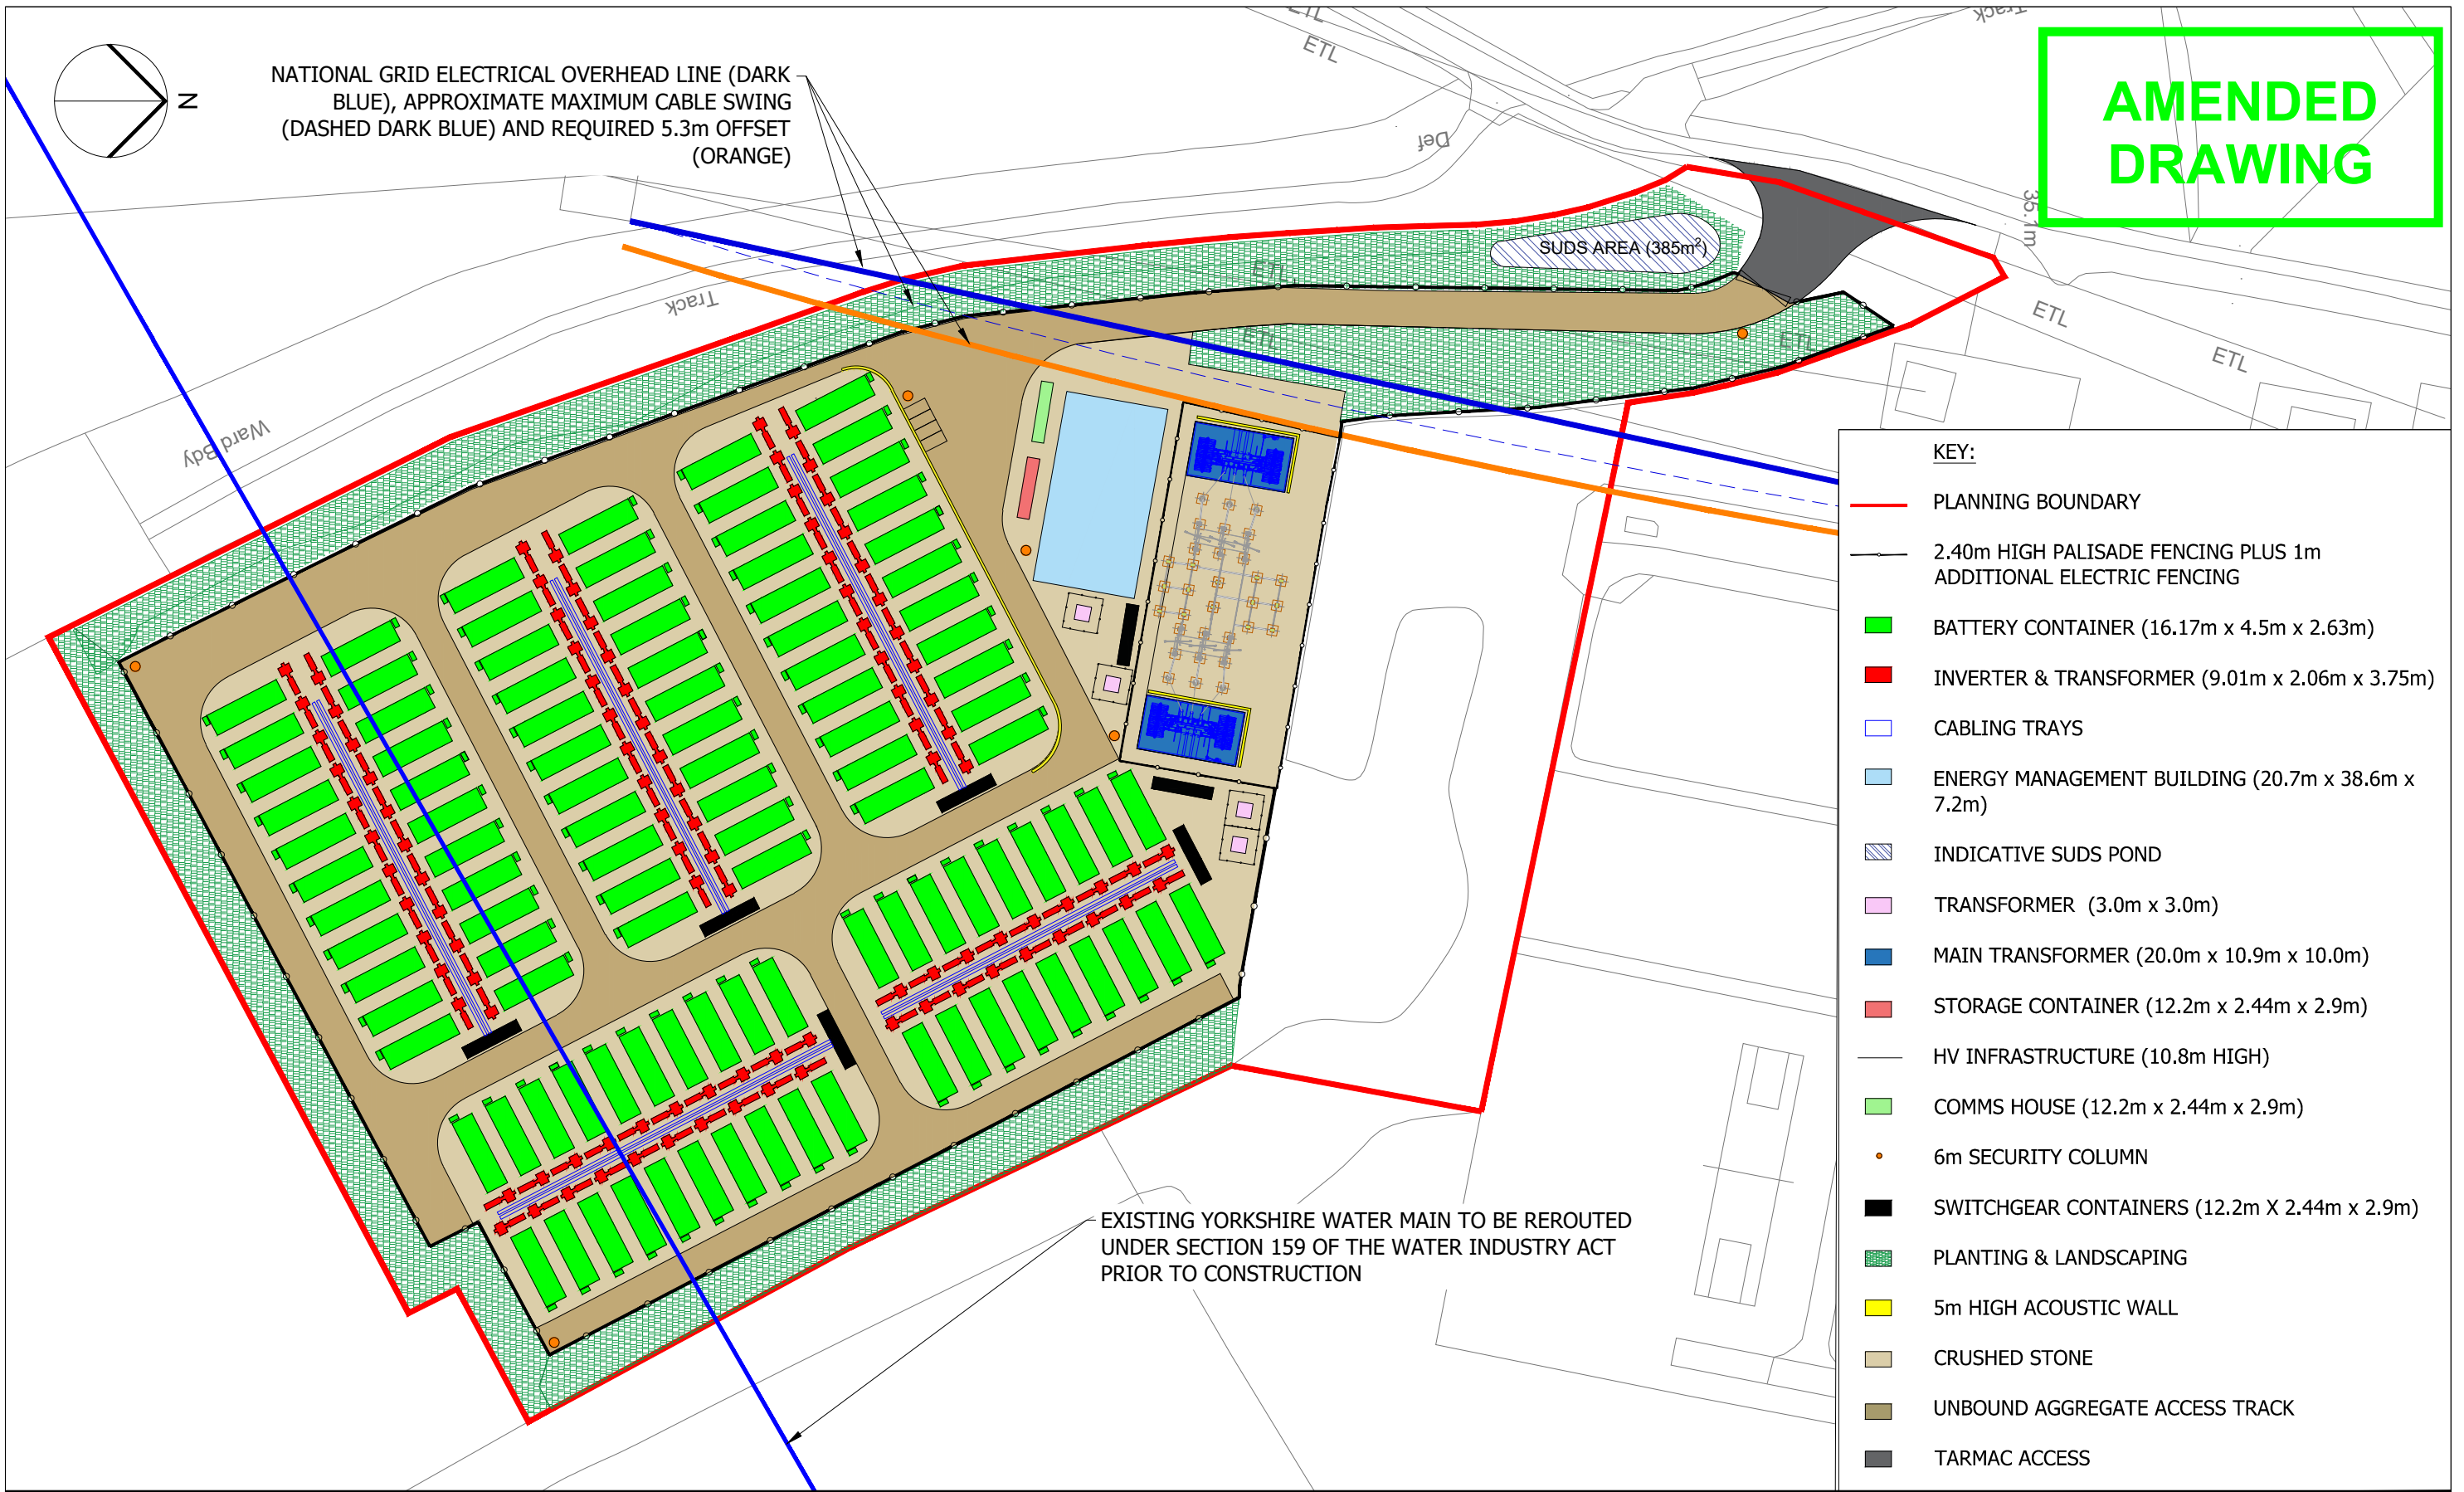 N
NATIONAL GRID ELECTRICAL OVERHEAD LINE (DARK
BLUE), APPROXIMATE MAXIMUM CABLE SWING
(DASHED DARK BLUE) AND REQUIRED 5.3m OFFSET
(ORANGE)
ETL
ETL
Track
AMENDED
DRAWING
Def
35.1m
SUDS AREA (385m²)
ETL
Track
ETL
ETL
ETL
ETL
Ward Bdy
KEY:
PLANNING BOUNDARY
2.40m HIGH PALISADE FENCING PLUS 1m
ADDITIONAL ELECTRIC FENCING
BATTERY CONTAINER (16.17m x 4.5m x 2.63m)
INVERTER & TRANSFORMER (9.01m x 2.06m x 3.75m)
CABLING TRAYS
ENERGY MANAGEMENT BUILDING (20.7m x 38.6m x
7.2m)
INDICATIVE SUDS POND
TRANSFORMER (3.0m x 3.0m)
MAIN TRANSFORMER (20.0m x 10.9m x 10.0m)
STORAGE CONTAINER (12.2m x 2.44m x 2.9m)
HV INFRASTRUCTURE (10.8m HIGH)
COMMS HOUSE (12.2m x 2.44m x 2.9m)
6m SECURITY COLUMN
SWITCHGEAR CONTAINERS (12.2m X 2.44m x 2.9m)
PLANTING & LANDSCAPING
5m HIGH ACOUSTIC WALL
CRUSHED STONE
UNBOUND AGGREGATE ACCESS TRACK
TARMAC ACCESS
EXISTING YORKSHIRE WATER MAIN TO BE REROUTED
UNDER SECTION 159 OF THE WATER INDUSTRY ACT
PRIOR TO CONSTRUCTION